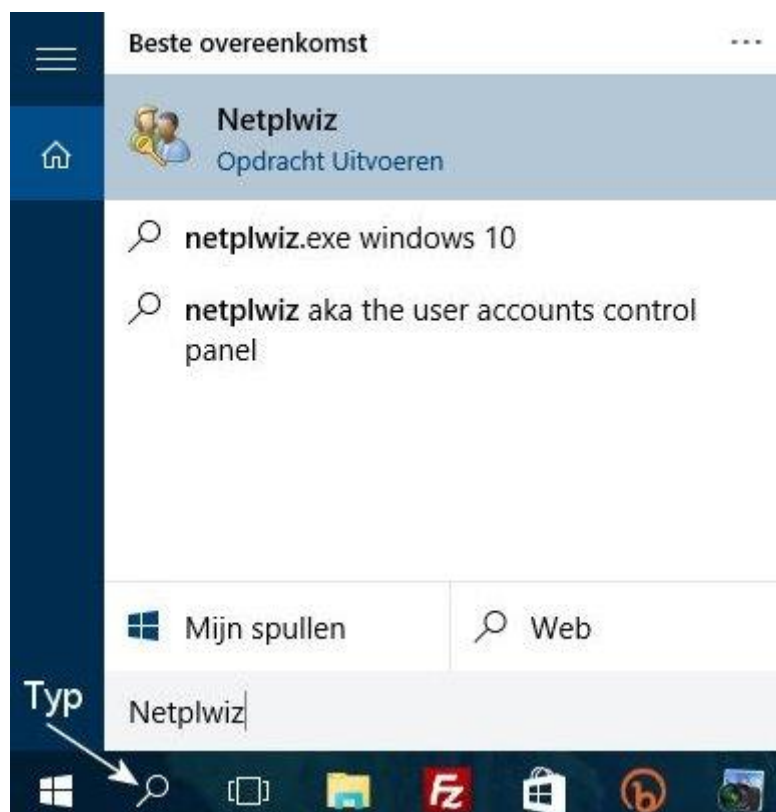 Beste overeenkomst ...
Netplwiz
Opdracht Uitvoeren
netplwiz.exe windows 10
netplwiz aka the user accounts control
panel
Mijn spullen
Web
Typ
Netplwiz
Fz
b